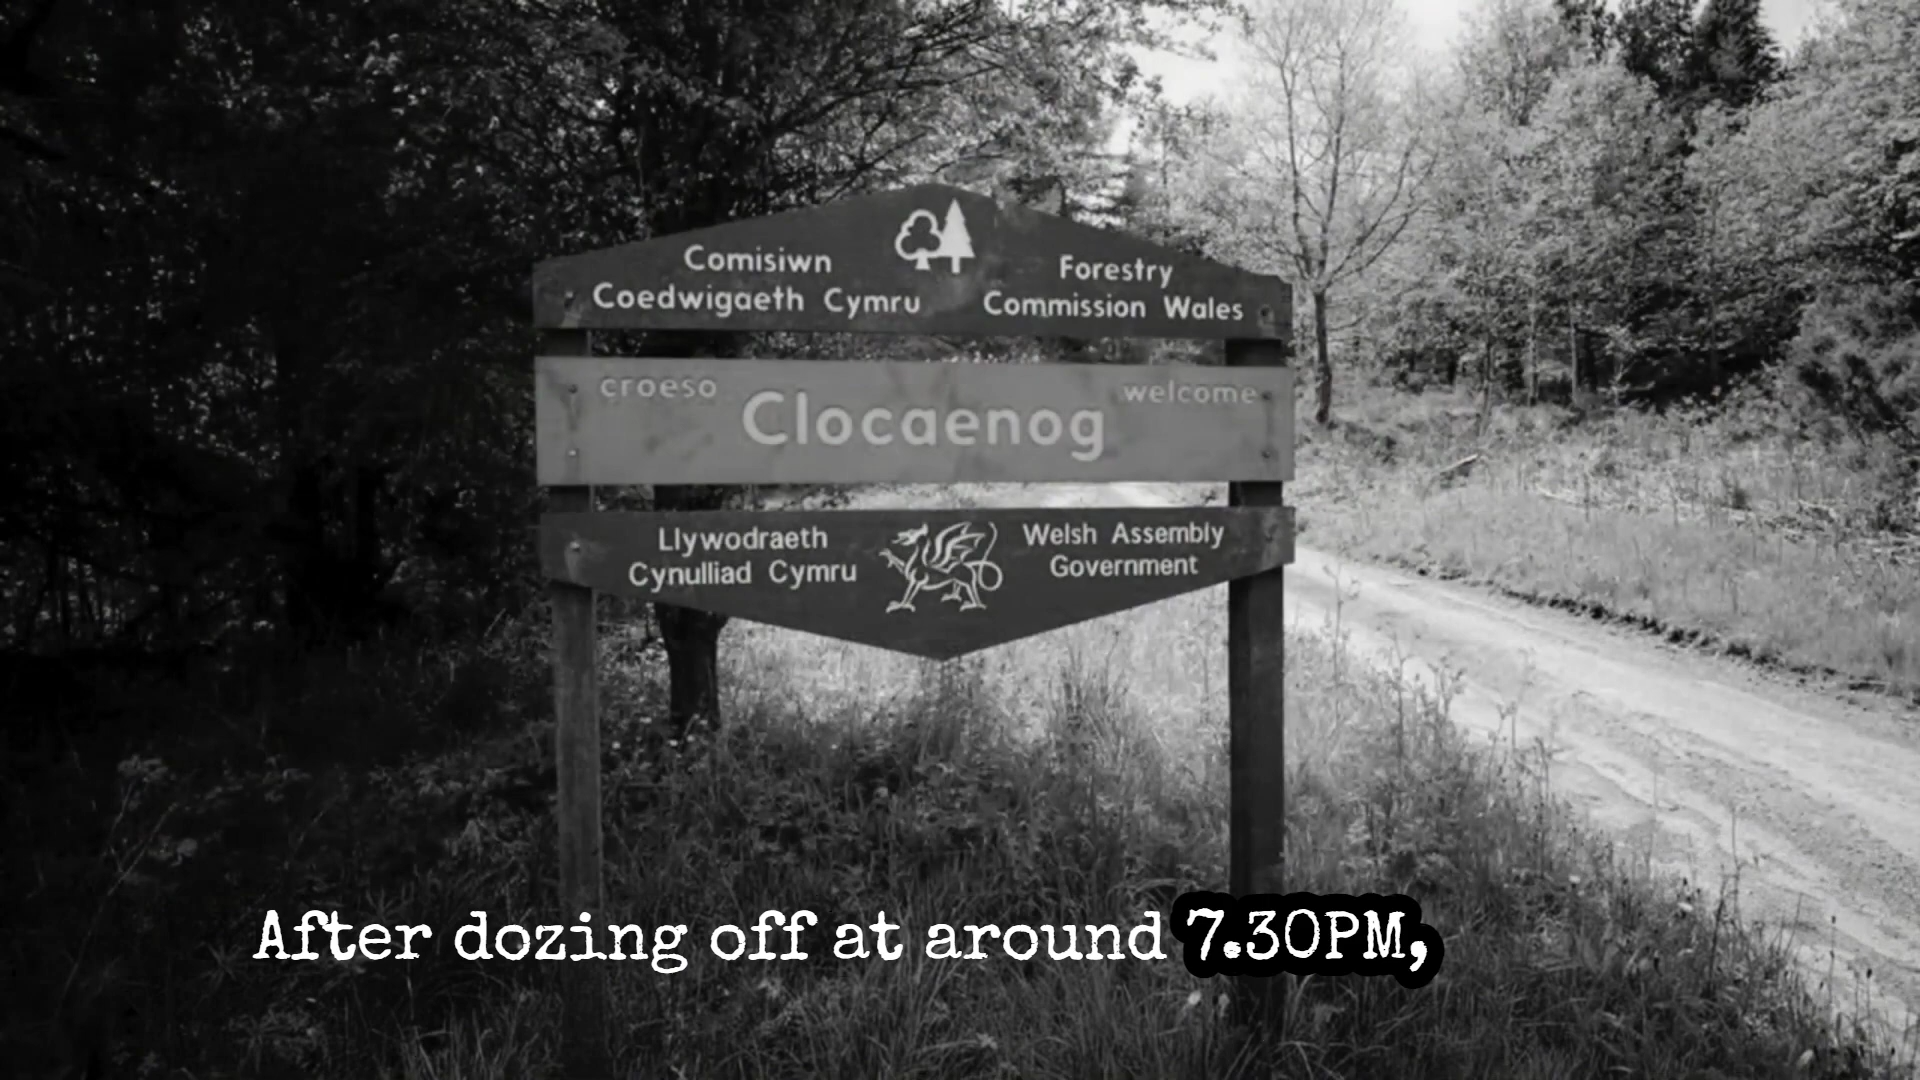 Comisiwn
Coedwigaeth Cymru
Forestry
Commission Wales
croeso
Clocaenog
welcome
Llywodraeth
Cynulliad Cymru
Welsh Assembly
Government
After dozing off at around 7.30PM,